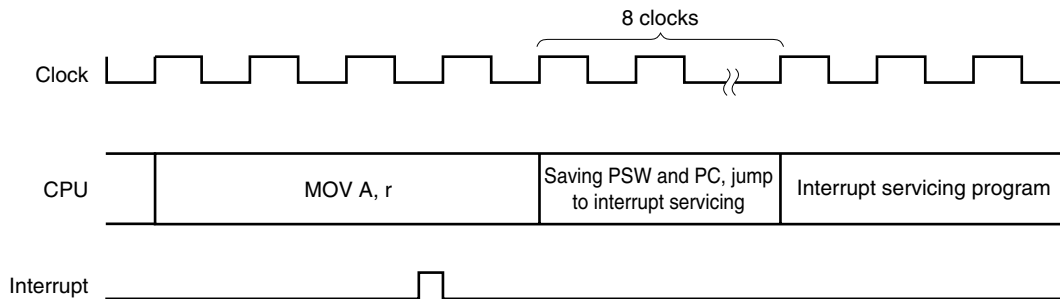 8 clocks
Clock
CPU
MOV A, r
Saving PSW and PC, jump
to interrupt servicing
Interrupt servicing program
Interrupt